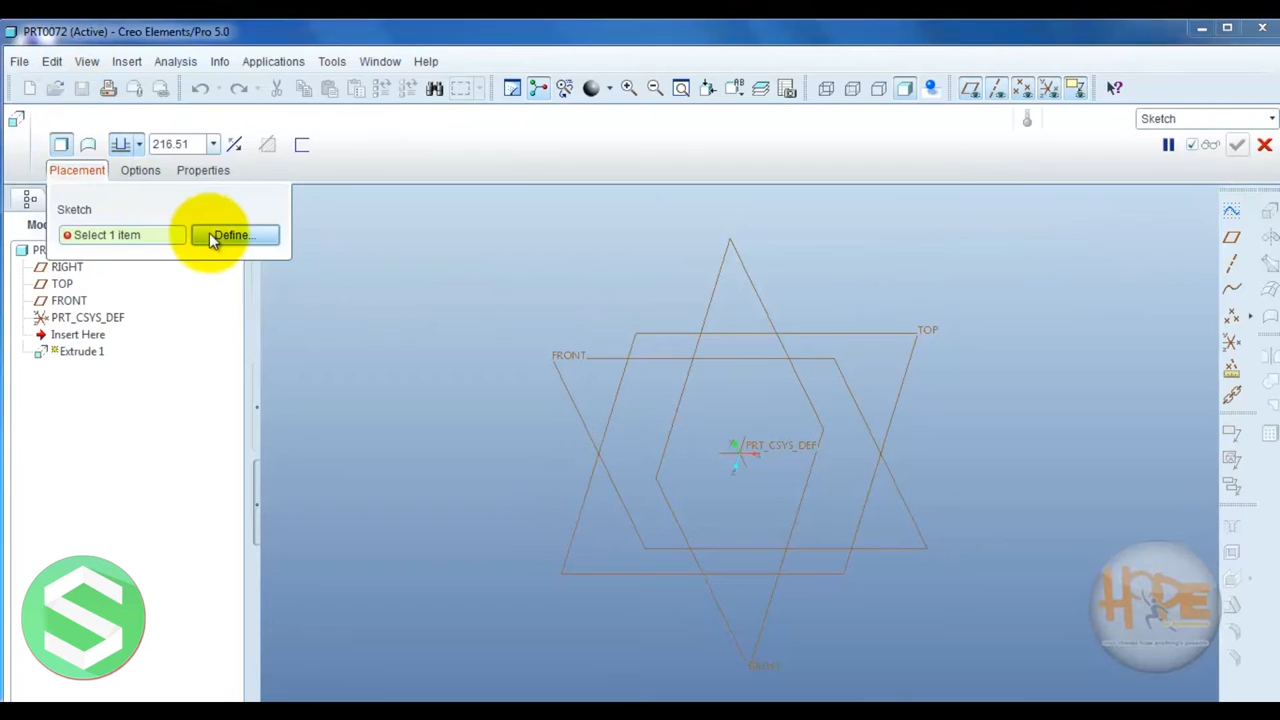 PRT0072 (Active) - Creo Elements/Pro 5.0
File Edit View Insert Analysis Info Applications Tools Window Help
Sketch
216.51
Placement Options Properties
Sketch
Select 1 item Define...
RIGHT
TOP
FRONT
PRT_CSYS_DEF
Insert Here
Extrude 1
TOP
FRONT
PRT_CSYS_DEF
HOPE